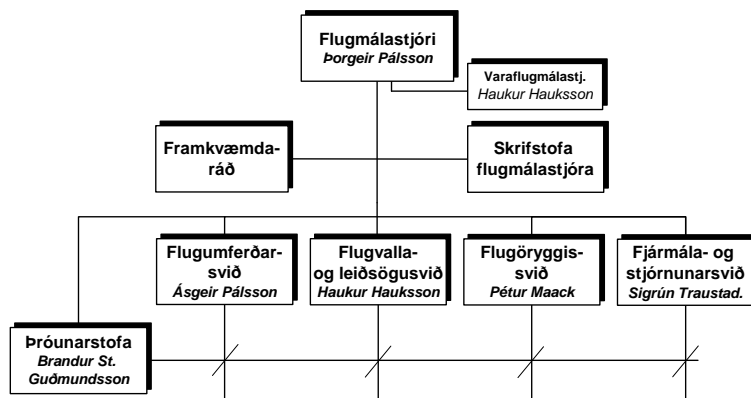 Flugmálastjóri
Þorgeir Pálsson
Varaflugmálastj.
Haukur Hauksson
Framkvæmda-
ráð
Skrifstofa
flugmálastjóra
Flugumferðar-
svið
Ásgeir Pálsson
Flugvalla-
og leiðsögusvið
Haukur Hauksson
Flugöryggis-
svið
Pétur Maack
Fjármála- og
stjórnunarsvið
Sigrún Traustad.
Þróunarstofa
Brandur St.
Guðmundsson